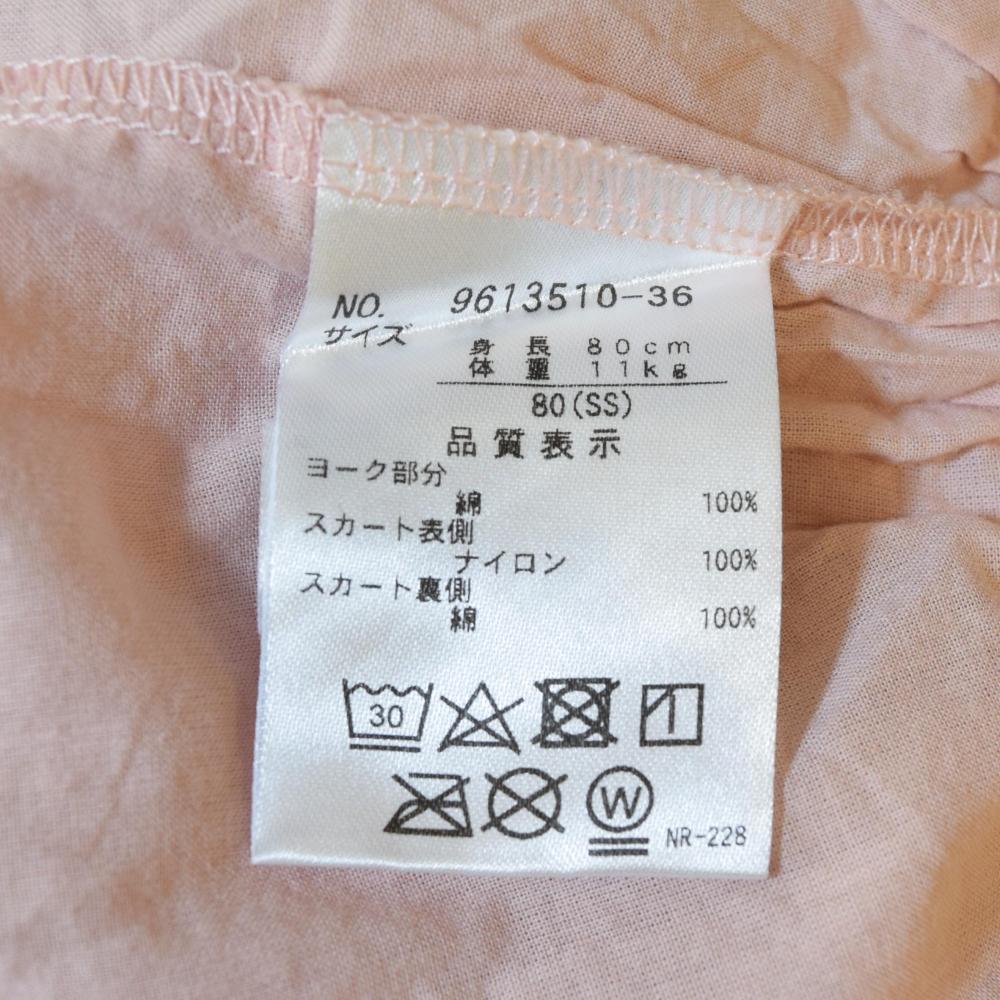 NO. 9613510-36
サイズ
身 長 80cm
体 重 11kg
80(SS)
品質表示
ヨーク部分
綿 100%
スカート表側
ナイロン 100%
スカート裏側
綿 100%
30
W
NR-228